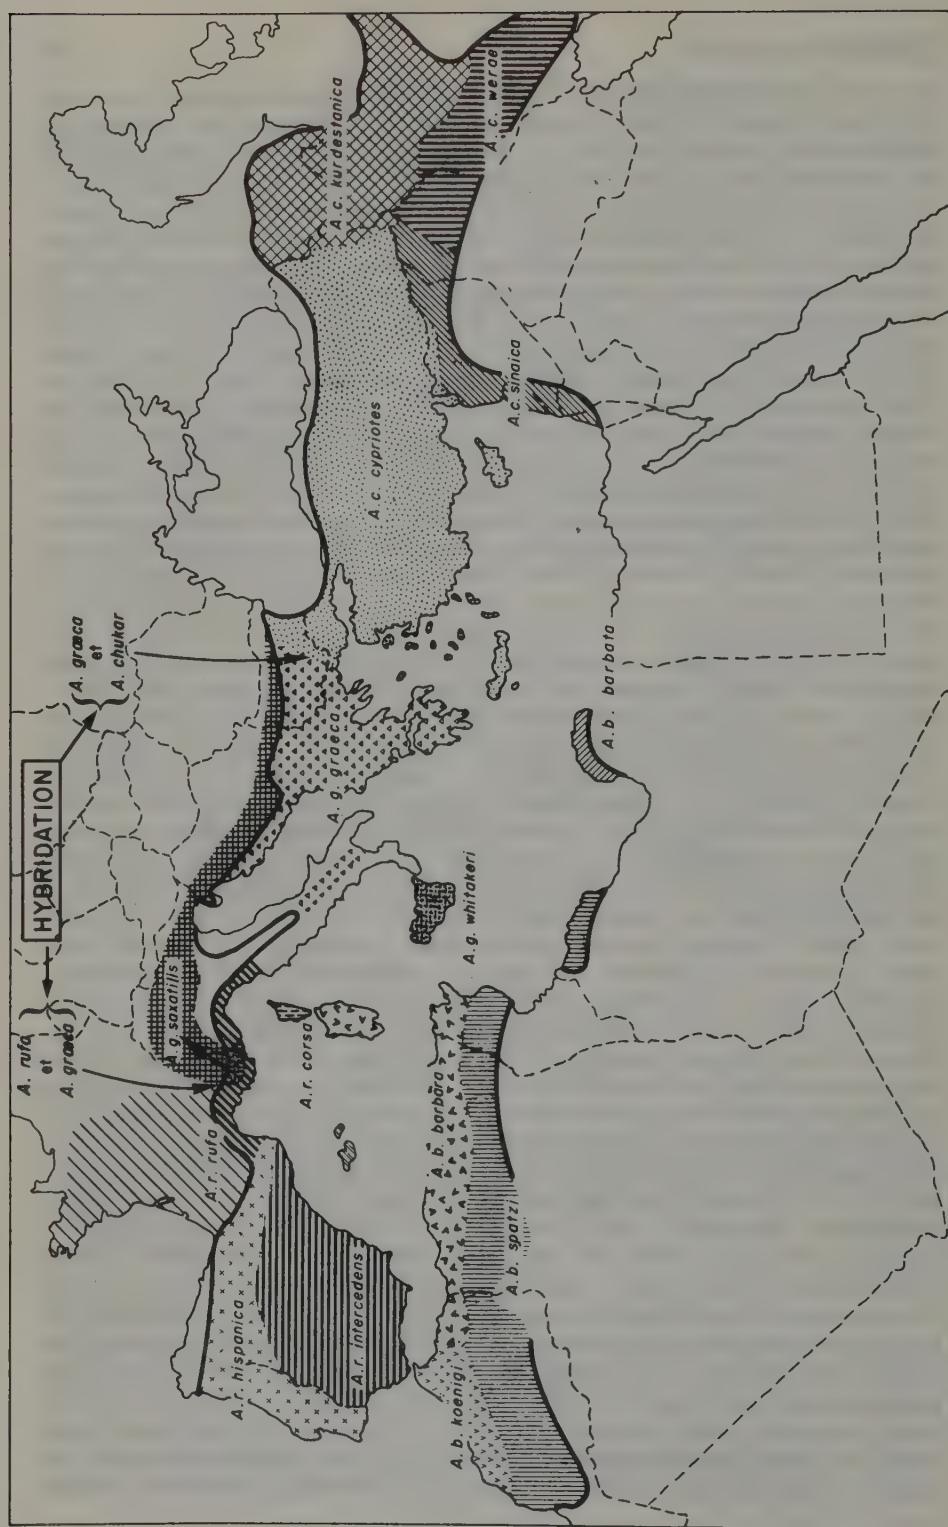 HYBRIDATION
A. rufa
et
A. græca
A. græca
et
A. chukar
A.g. saxatilis
A.r. rufa
A.r. hispanica
A.r. intercedens
A.r. corsa
A.g. graeca
A.g. whitakeri
A.c. cypriotes
A.c. kurdestanica
A.c. werae
A.c. sinaica
A.b. koenigi
A.b. barbara
A.b. spatzi
A.b. barbata